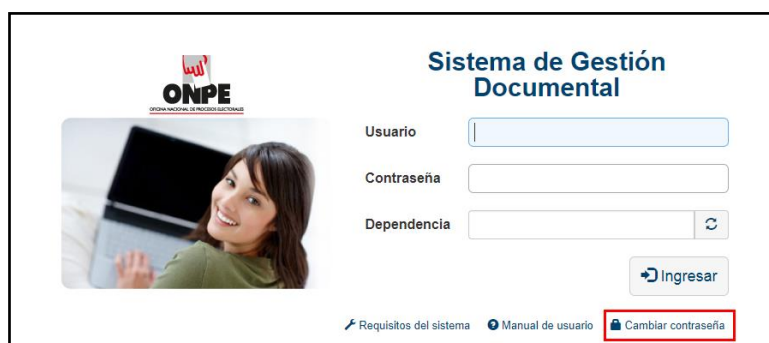 ONPE
OFICINA NACIONAL DE PROCESOS ELECTORALES
Sistema de Gestión
Documental
Usuario
Contraseña
Dependencia
Ingresar
Requisitos del sistema Manual de usuario Cambiar contraseña